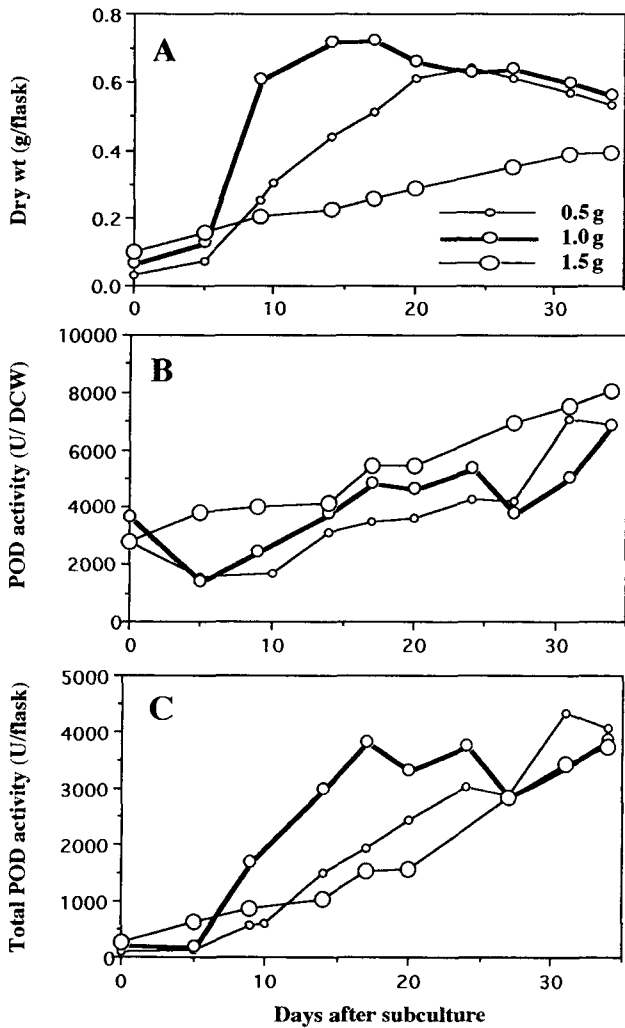 Dry wt (g/flask)
0.8
0.6
0.4
0.2
0.0
A
0.5 g
1.0 g
1.5 g
0 10 20 30
POD activity (U/ DCW)
10000
8000
6000
4000
2000
0
B
0 10 20 30
Total POD activity (U/flask)
5000
4000
3000
2000
1000
0
C
0 10 20 30
Days after subculture